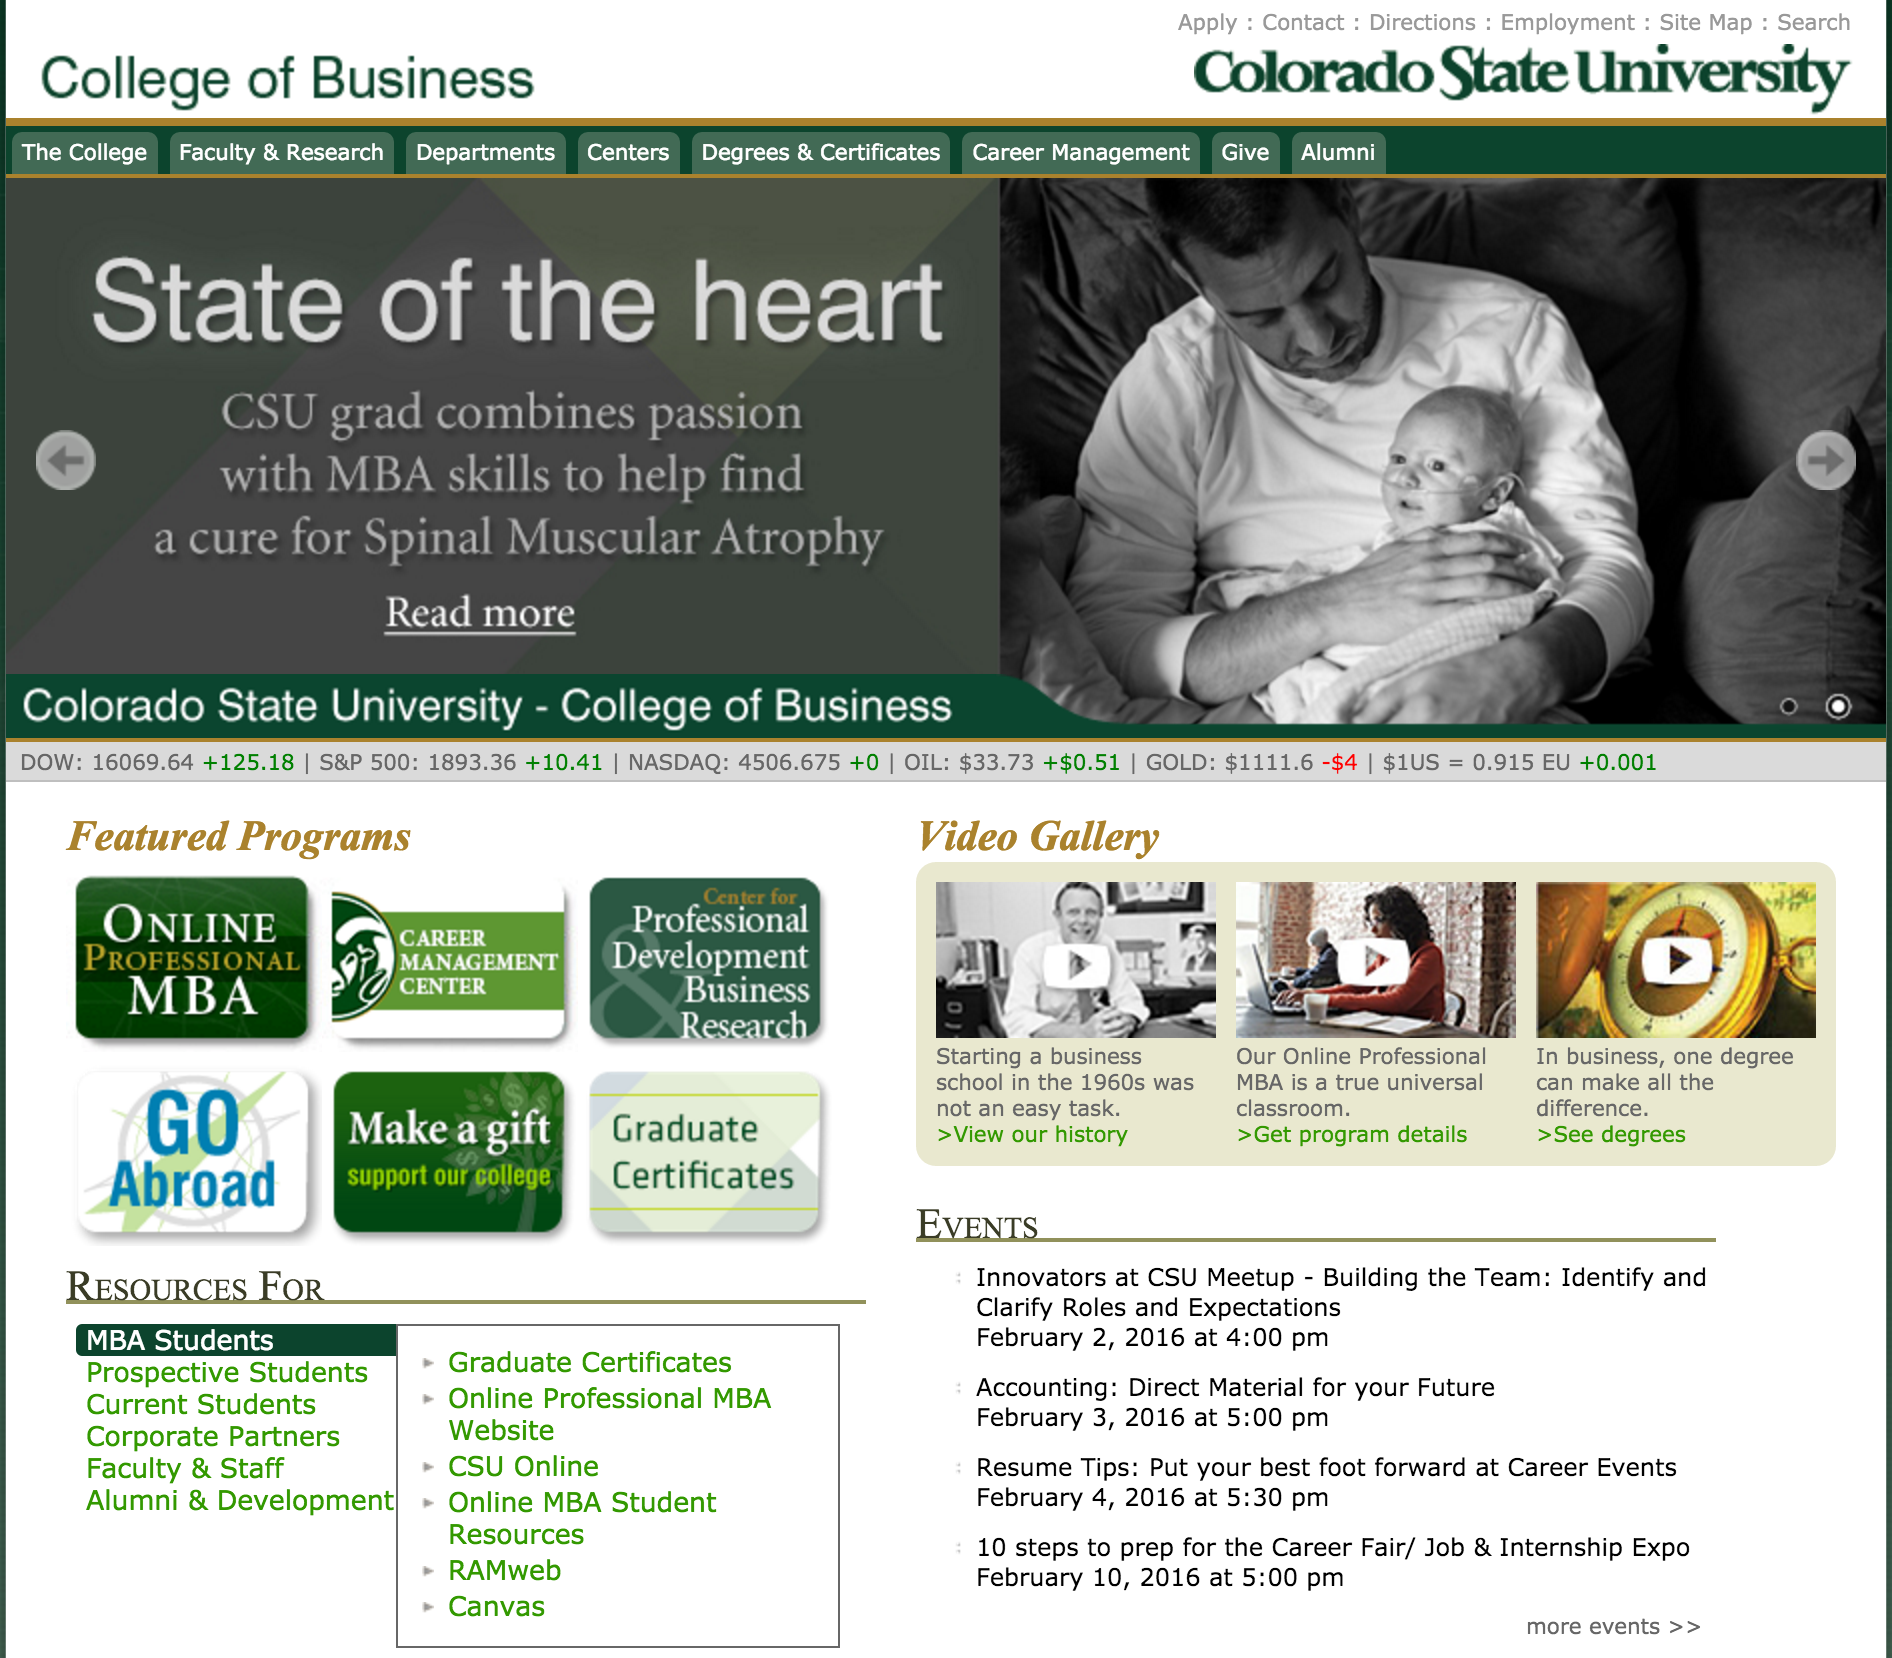 Apply : Contact : Directions : Employment : Site Map : Search
College of Business
Colorado State University
The College
Faculty & Research
Departments
Centers
Degrees & Certificates
Career Management
Give
Alumni
State of the heart
CSU grad combines passion
with MBA skills to help find
a cure for Spinal Muscular Atrophy
Read more
Colorado State University - College of Business
DOW: 16069.64 +125.18 | S&P 500: 1893.36 +10.41 | NASDAQ: 4506.675 +0 | OIL: $33.73 +$0.51 | GOLD: $1111.6 -$4 | $1US = 0.915 EU +0.001
Featured Programs
ONLINE
PROFESSIONAL
MBA
CAREER
MANAGEMENT
CENTER
Center for
Professional
Development
&
Business
Research
GO
Abroad
Make a gift
support our college
Graduate
Certificates
RESOURCES FOR
MBA Students
Prospective Students
Current Students
Corporate Partners
Faculty & Staff
Alumni & Development
Graduate Certificates
Online Professional MBA
Website
CSU Online
Online MBA Student
Resources
RAMweb
Canvas
Video Gallery
Starting a business
school in the 1960s was
not an easy task.
>View our history
Our Online Professional
MBA is a true universal
classroom.
>Get program details
In business, one degree
can make all the
difference.
>See degrees
EVENTS
Innovators at CSU Meetup - Building the Team: Identify and
Clarify Roles and Expectations
February 2, 2016 at 4:00 pm
Accounting: Direct Material for your Future
February 3, 2016 at 5:00 pm
Resume Tips: Put your best foot forward at Career Events
February 4, 2016 at 5:30 pm
10 steps to prep for the Career Fair/ Job & Internship Expo
February 10, 2016 at 5:00 pm
more events >>